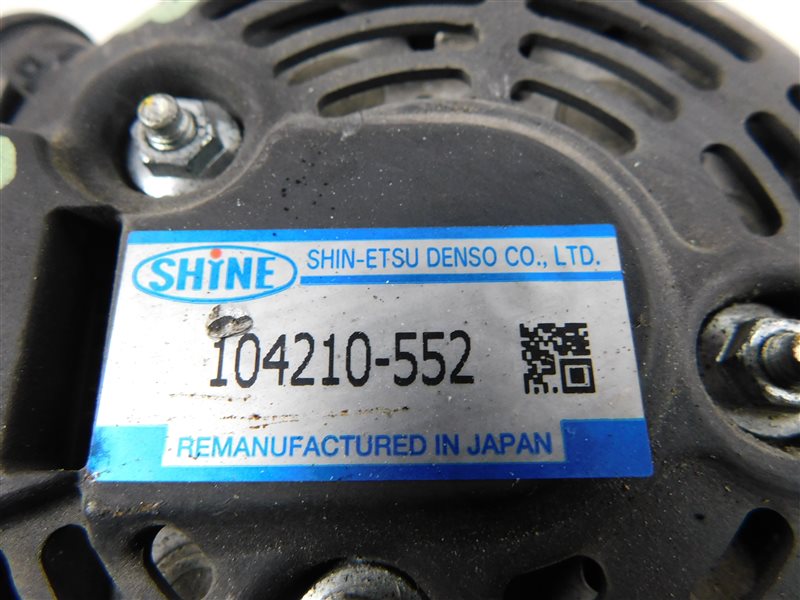 SHiNE
SHIN-ETSU DENSO CO., LTD.
104210-552
REMANUFACTURED IN JAPAN